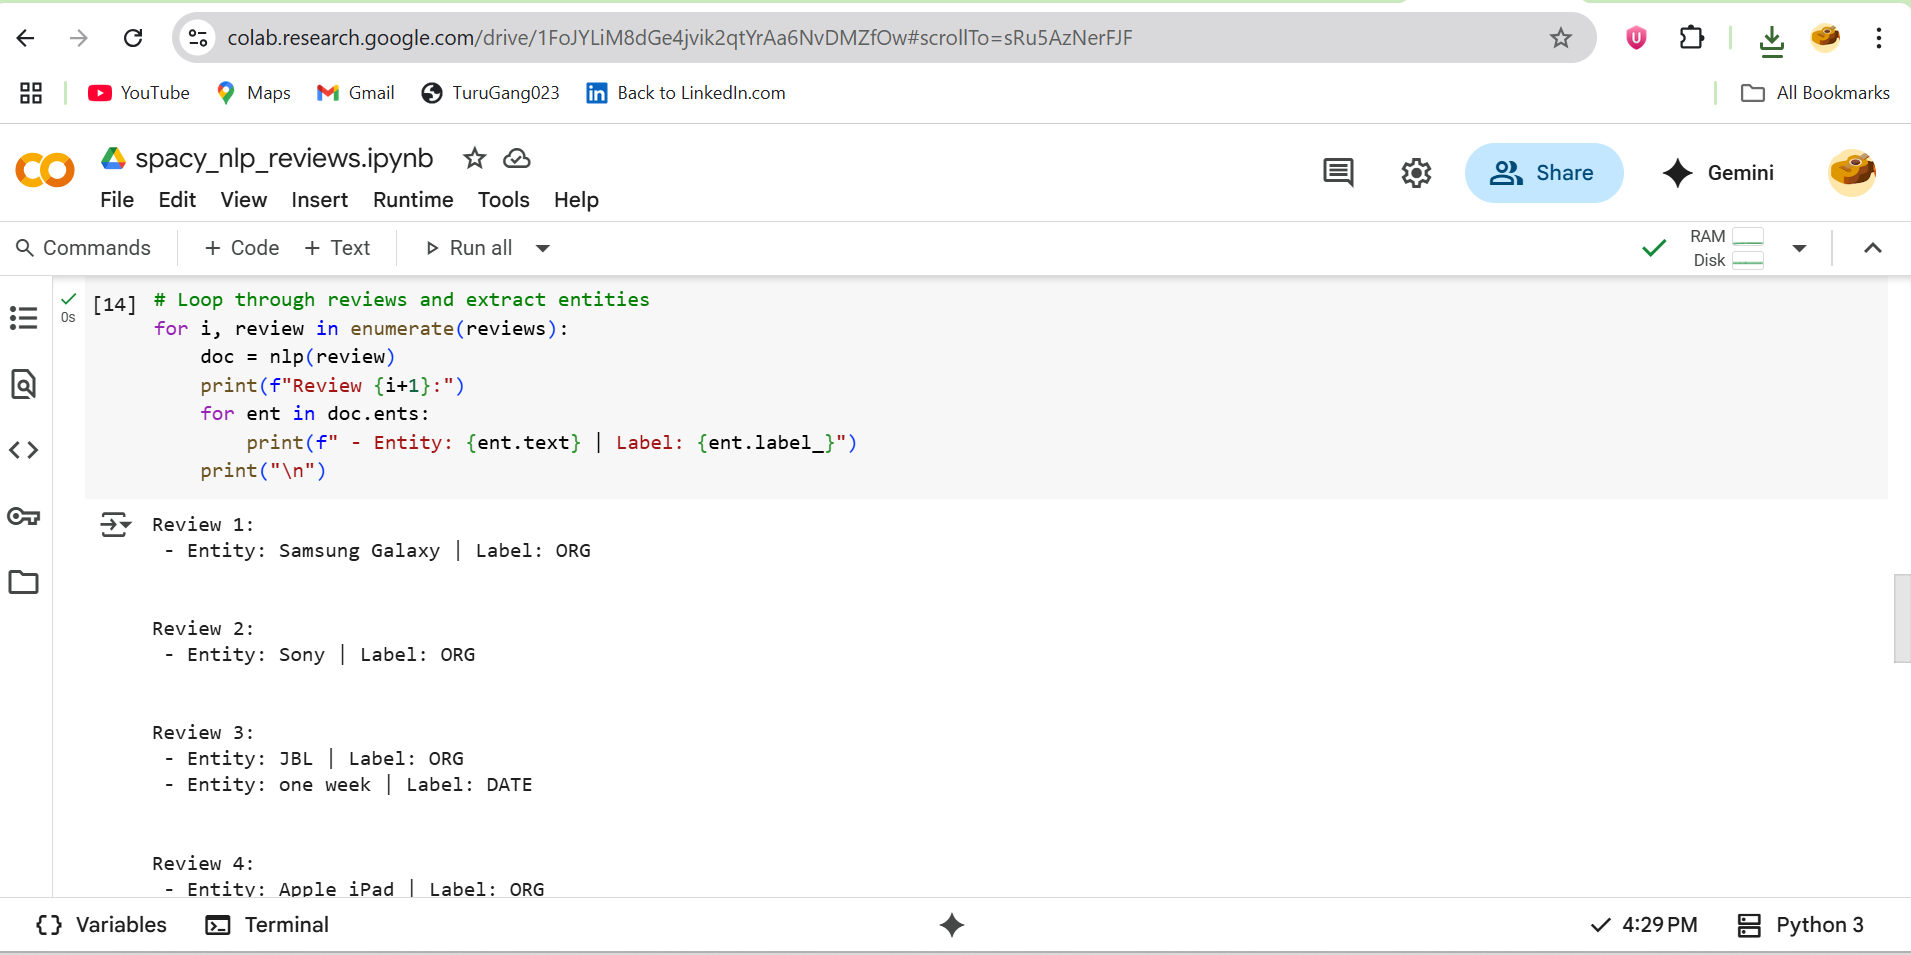 colab.research.google.com/drive/1FoJYLiM8dGe4jvik2qtYrAa6NvDMZfOw#scrollTo=sRu5AzNerFJF
YouTube Maps Gmail TuruGang023 in Back to LinkedIn.com All Bookmarks
spacy_nlp_reviews.ipynb
File Edit View Insert Runtime Tools Help
Share Gemini
Commands + Code + Text Run all
RAM
Disk
0s
[14] # Loop through reviews and extract entities
for i, review in enumerate(reviews):
    doc = nlp(review)
    print(f"Review {i+1}:")
    for ent in doc.ents:
        print(f" - Entity: {ent.text} | Label: {ent.label_}")
    print("\n")
Review 1:
 - Entity: Samsung Galaxy | Label: ORG
Review 2:
 - Entity: Sony | Label: ORG
Review 3:
 - Entity: JBL | Label: ORG
 - Entity: one week | Label: DATE
Review 4:
 - Entity: Apple iPad | Label: ORG
{} Variables Terminal 4:29 PM Python 3